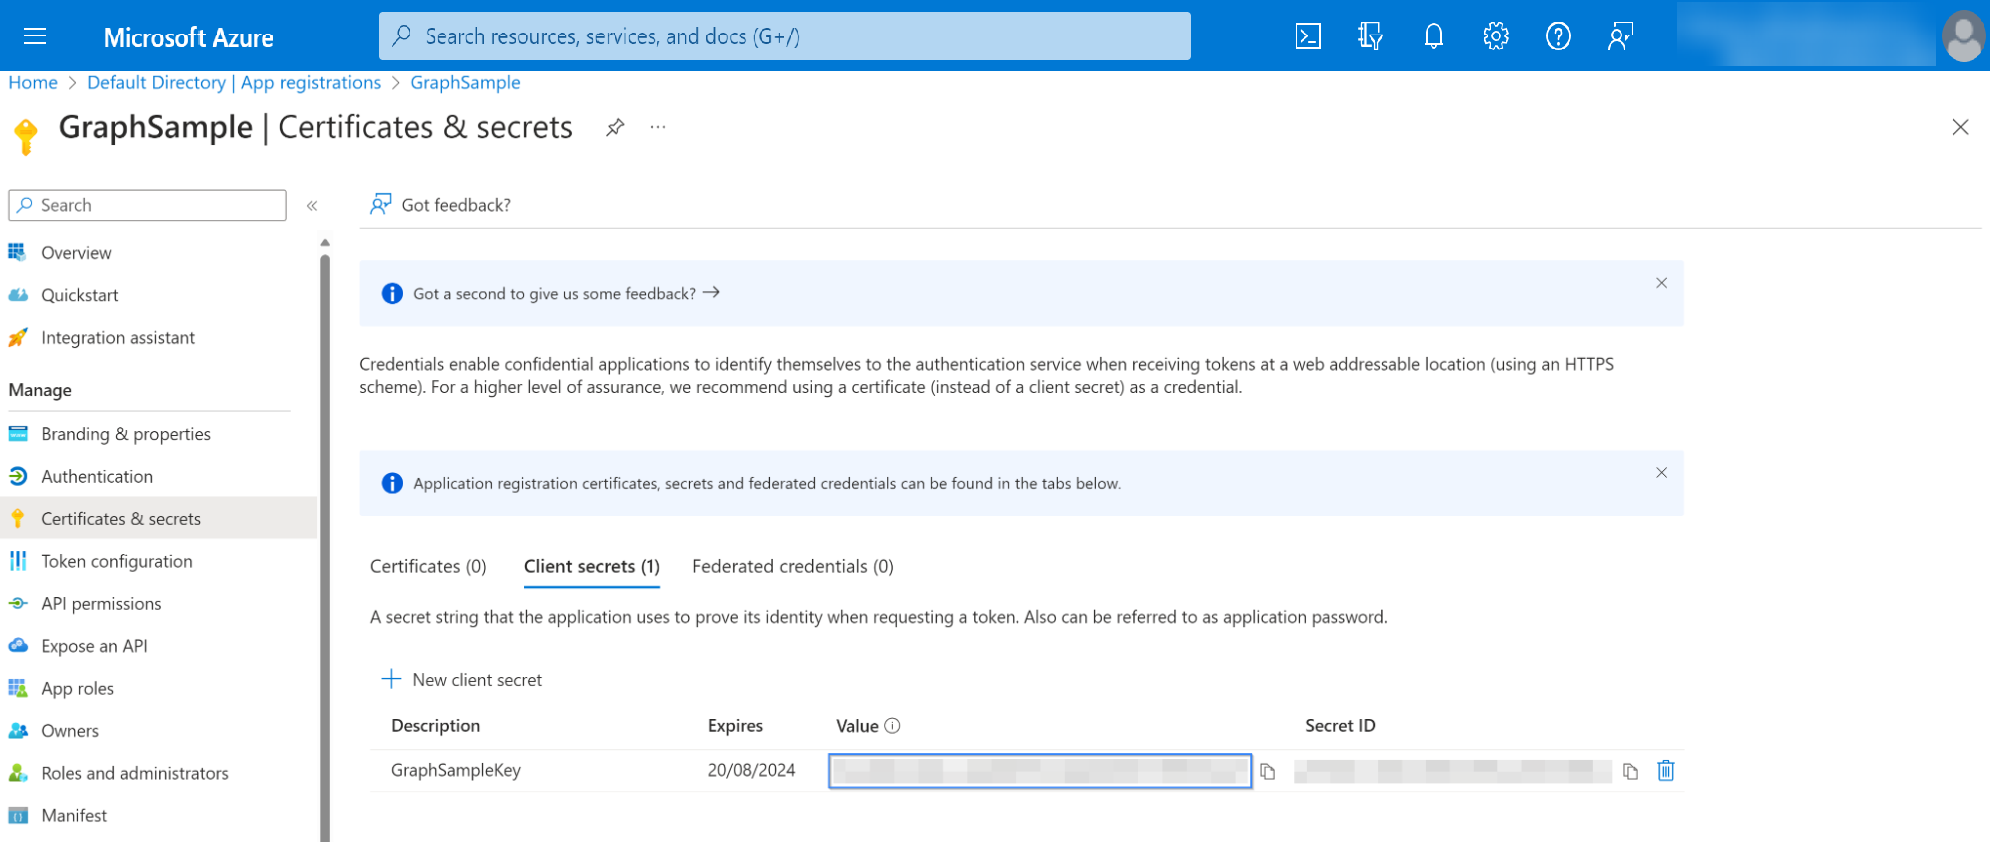 Microsoft Azure
Search resources, services, and docs (G+/)
Home > Default Directory | App registrations > GraphSample
GraphSample | Certificates & secrets
Search
Overview
Quickstart
Integration assistant
Manage
Branding & properties
Authentication
Certificates & secrets
Token configuration
API permissions
Expose an API
App roles
Owners
Roles and administrators
Manifest
Got feedback?
Got a second to give us some feedback? →
Credentials enable confidential applications to identify themselves to the authentication service when receiving tokens at a web addressable location (using an HTTPS
scheme). For a higher level of assurance, we recommend using a certificate (instead of a client secret) as a credential.
Application registration certificates, secrets and federated credentials can be found in the tabs below.
Certificates (0) Client secrets (1) Federated credentials (0)
A secret string that the application uses to prove its identity when requesting a token. Also can be referred to as application password.
New client secret
Description Expires Value Secret ID
GraphSampleKey 20/08/2024